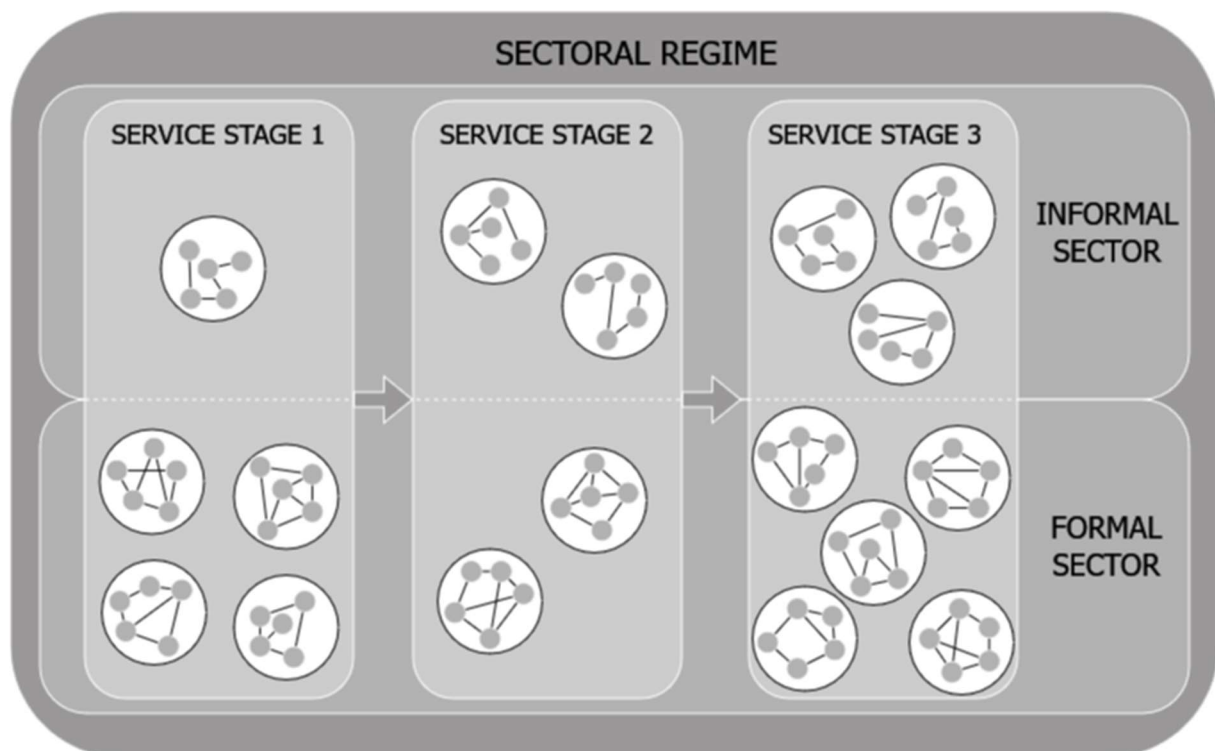 SECTORAL REGIME
SERVICE STAGE 1
SERVICE STAGE 2
SERVICE STAGE 3
INFORMAL
SECTOR
FORMAL
SECTOR